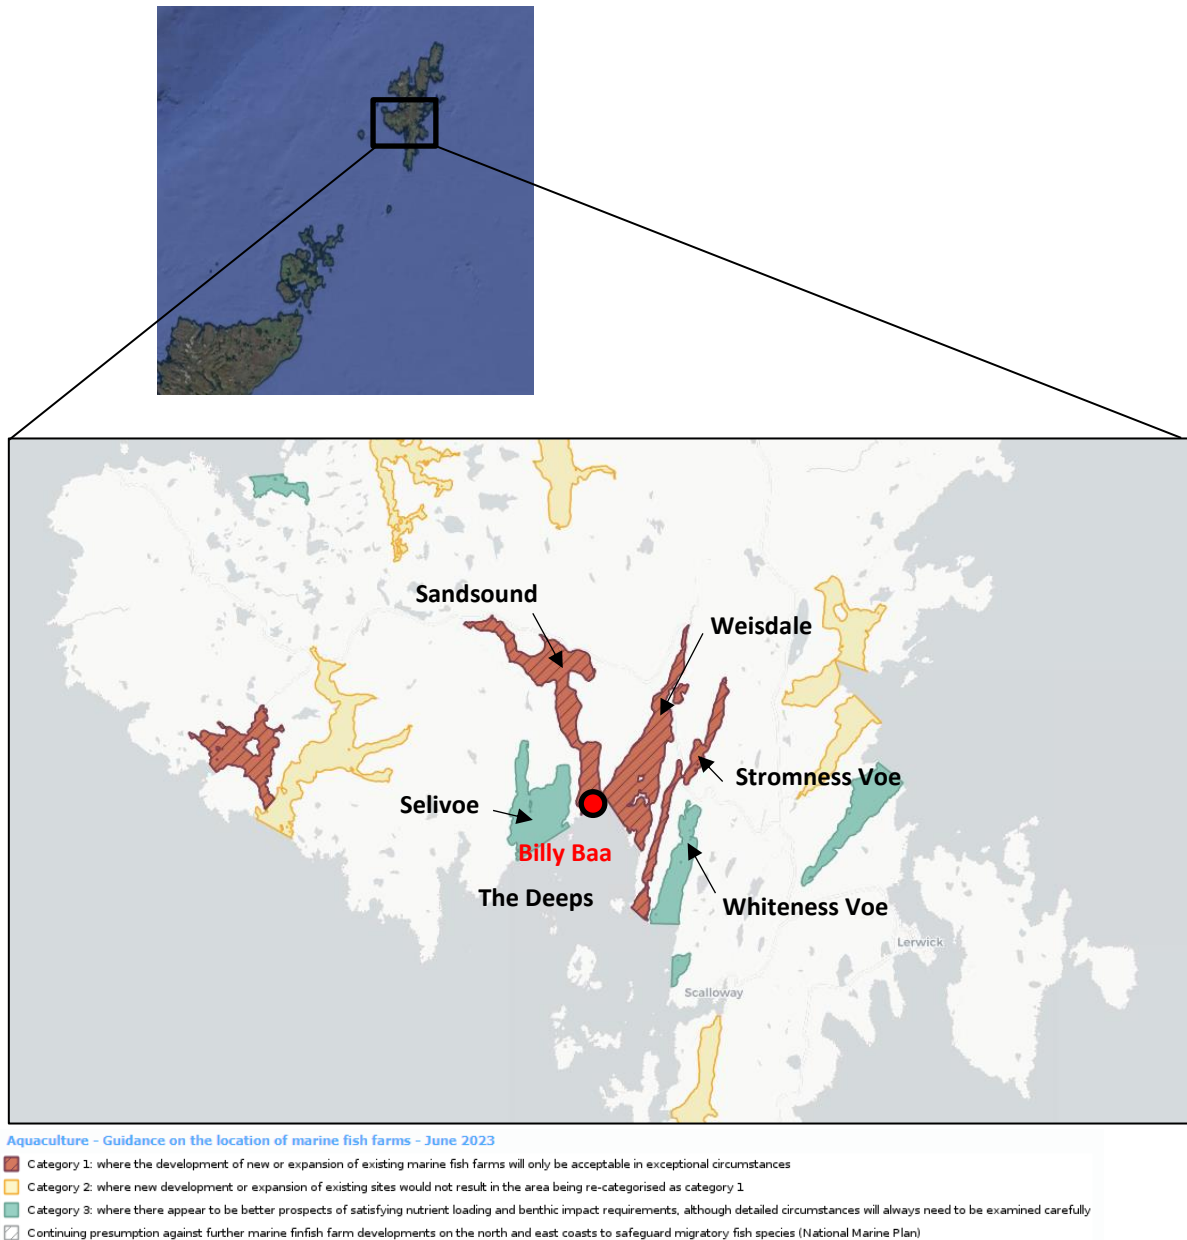 Sandsound
Weisdale
Stromness Voe
Selivoe
Billy Baa
The Deeps
Whiteness Voe
Lerwick
Scalloway
Aquaculture - Guidance on the location of marine fish farms - June 2023
Category 1: where the development of new or expansion of existing marine fish farms will only be acceptable in exceptional circumstances
Category 2: where new development or expansion of existing sites would not result in the area being re-categorised as category 1
Category 3: where there appear to be better prospects of satisfying nutrient loading and benthic impact requirements, although detailed circumstances will always need to be examined carefully
Continuing presumption against further marine finfish farm developments on the north and east coasts to safeguard migratory fish species (National Marine Plan)